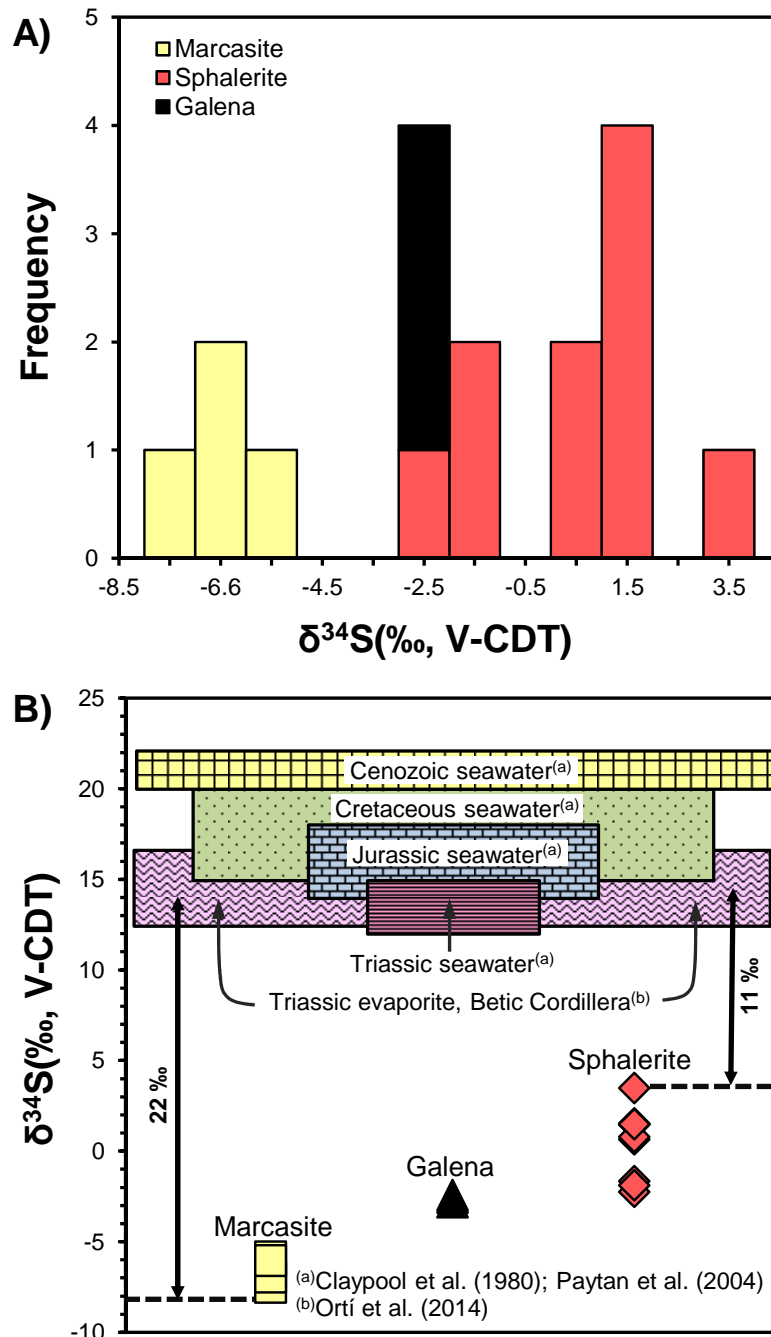 A)
Marcasite
Sphalerite
Galena
5
4
3
2
1
0
Frequency
-8.5 -6.6 -4.5 -2.5 -0.5 1.5 3.5
δ³⁴S(‰, V-CDT)
B)
25
20
15
10
5
0
-5
-10
δ³⁴S(‰, V-CDT)
Cenozoic seawater⁽ᵃ⁾
Cretaceous seawater⁽ᵃ⁾
Jurassic seawater⁽ᵃ⁾
Triassic seawater⁽ᵃ⁾
Triassic evaporite, Betic Cordillera⁽ᵇ⁾
11 ‰
22 ‰
Sphalerite
Galena
Marcasite
⁽ᵃ⁾Claypool et al. (1980); Paytan et al. (2004)
⁽ᵇ⁾Ortí et al. (2014)